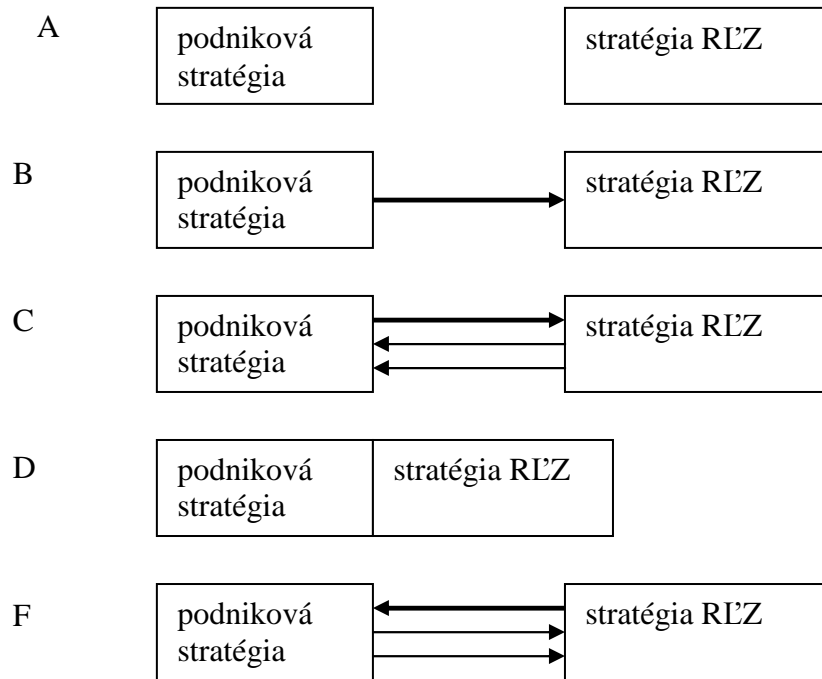 A
podniková
stratégia
stratégia RĽZ
B
podniková
stratégia
stratégia RĽZ
C
podniková
stratégia
stratégia RĽZ
D
podniková
stratégia
stratégia RĽZ
F
podniková
stratégia
stratégia RĽZ